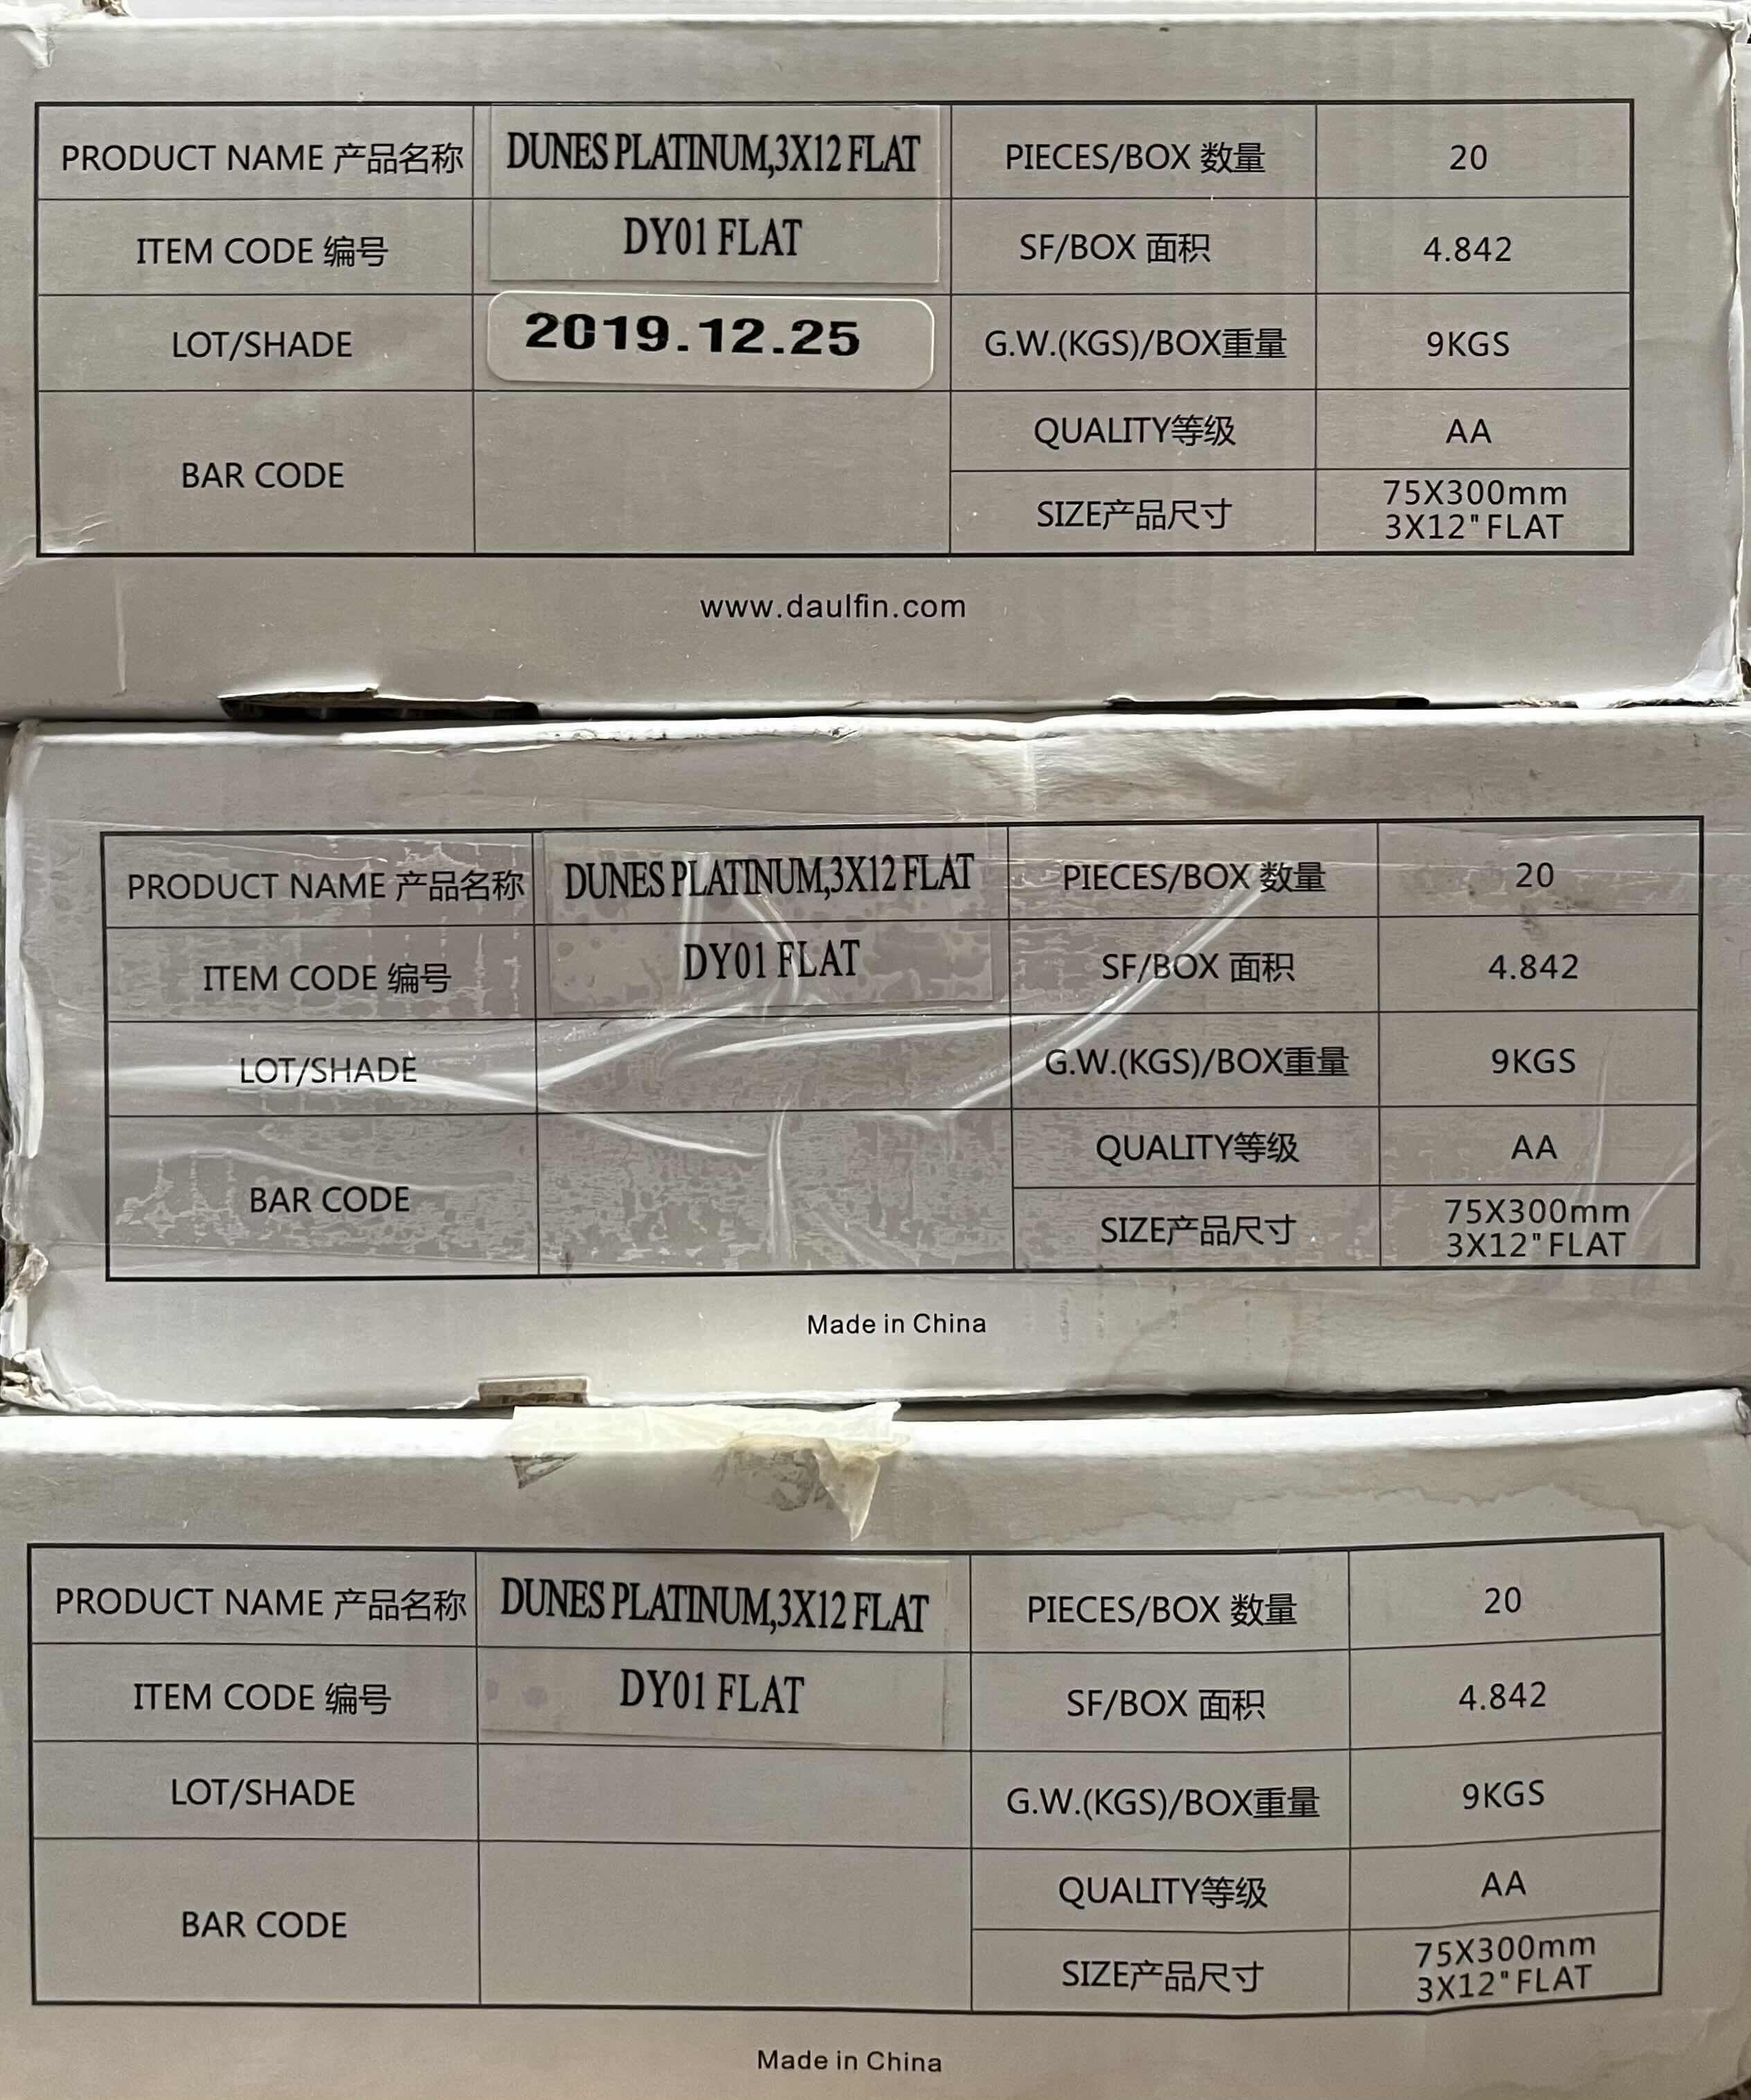 PRODUCT NAME 产品名称 DUNES PLATINUM,3X12 FLAT PIECES/BOX 数量 20
ITEM CODE 编号 DY01 FLAT SF/BOX 面积 4.842
LOT/SHADE 2019.12.25 G.W.(KGS)/BOX重量 9KGS
BAR CODE QUALITY等级 AA
SIZE产品尺寸 75X300mm
3X12"FLAT
www.daulfin.com
PRODUCT NAME 产品名称 DUNES PLATINUM,3X12 FLAT PIECES/BOX 数量 20
ITEM CODE 编号 DY01 FLAT SF/BOX 面积 4.842
LOT/SHADE G.W.(KGS)/BOX重量 9KGS
BAR CODE QUALITY等级 AA
SIZE产品尺寸 75X300mm
3X12"FLAT
Made in China
PRODUCT NAME 产品名称 DUNES PLATINUM,3X12 FLAT PIECES/BOX 数量 20
ITEM CODE 编号 DY01 FLAT SF/BOX 面积 4.842
LOT/SHADE G.W.(KGS)/BOX重量 9KGS
BAR CODE QUALITY等级 AA
SIZE产品尺寸 75X300mm
3X12"FLAT
Made in China